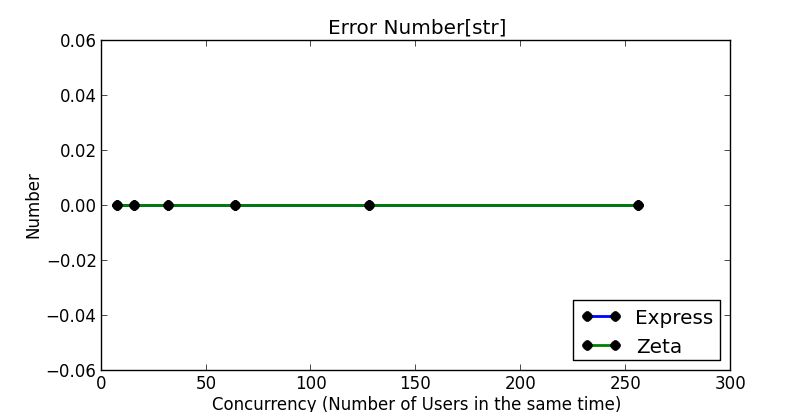 Error Number[str]
0.06
0.04
0.02
0.00
−0.02
−0.04
−0.06
Number
0 50 100 150 200 250 300
Concurrency (Number of Users in the same time)
Express
Zeta